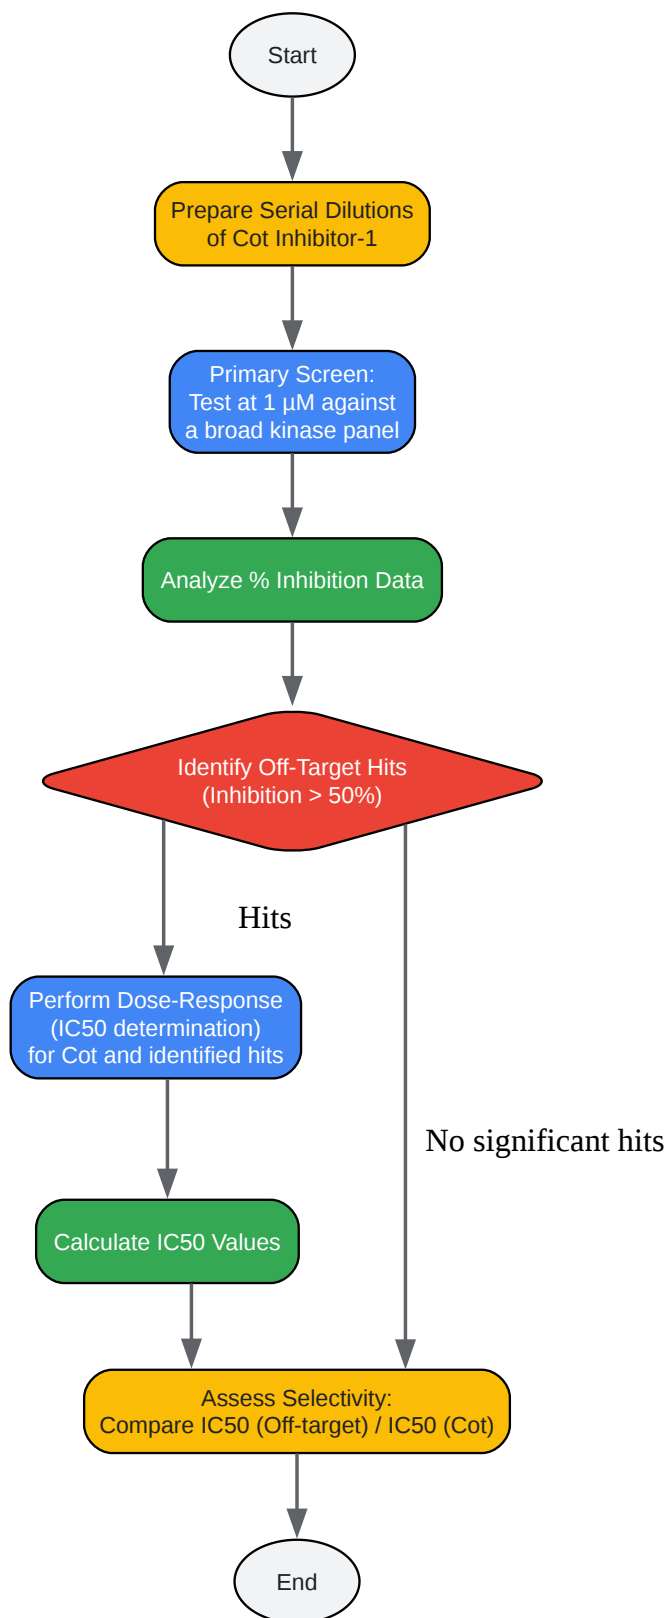 Start
Prepare Serial Dilutions
of Cot Inhibitor-1
Primary Screen:
Test at 1 µM against
a broad kinase panel
Analyze % Inhibition Data
Identify Off-Target Hits
(Inhibition > 50%)
Hits
Perform Dose-Response
(IC50 determination)
for Cot and identified hits
No significant hits
Calculate IC50 Values
Assess Selectivity:
Compare IC50 (Off-target) / IC50 (Cot)
End